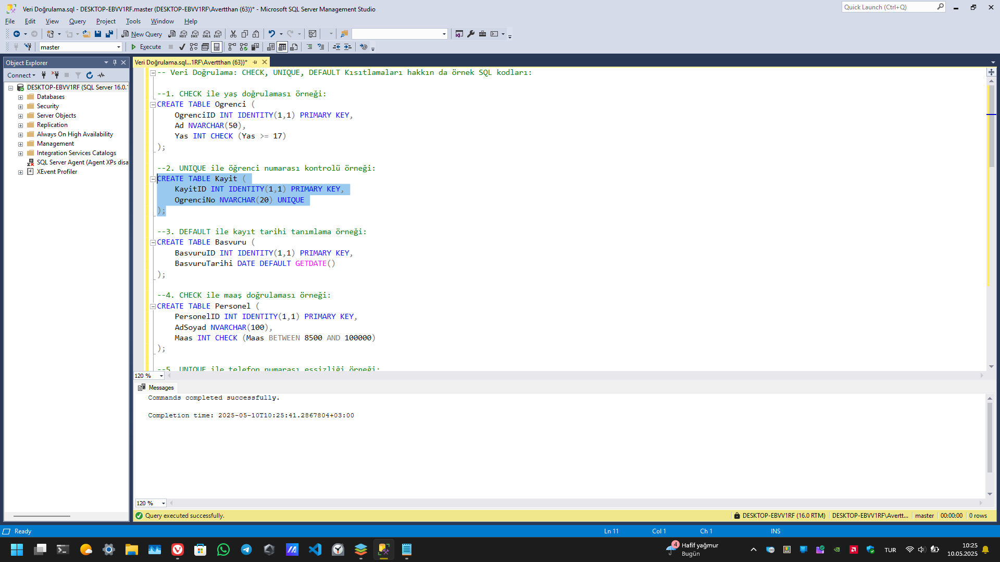 Veri Doğrulama.sql - DESKTOP-EBVV1RF.master (DESKTOP-EBVV1RF\Avertthan (63))* - Microsoft SQL Server Management Studio
Quick Launch (Ctrl+Q)
File Edit View Query Project Tools Window Help
New Query
MDX DMX XMLA DAX
master
Execute
Object Explorer
Connect
DESKTOP-EBVV1RF (SQL Server 16.0.1
Databases
Security
Server Objects
Replication
Always On High Availability
Management
Integration Services Catalogs
SQL Server Agent (Agent XPs disa
XEvent Profiler
Veri Doğrulama.sql...1RF\Avertthan (63))*
-- Veri Doğrulama: CHECK, UNIQUE, DEFAULT Kısıtlamaları hakkın da örnek SQL kodları:
--1. CHECK ile yaş doğrulaması örneği:
CREATE TABLE Ogrenci (
OgrenciID INT IDENTITY(1,1) PRIMARY KEY,
Ad NVARCHAR(50),
Yas INT CHECK (Yas >= 17)
);
--2. UNIQUE ile öğrenci numarası kontrolü örneği:
CREATE TABLE Kayit (
KayitID INT IDENTITY(1,1) PRIMARY KEY,
OgrenciNo NVARCHAR(20) UNIQUE
);
--3. DEFAULT ile kayıt tarihi tanımlama örneği:
CREATE TABLE Basvuru (
BasvuruID INT IDENTITY(1,1) PRIMARY KEY,
BasvuruTarihi DATE DEFAULT GETDATE()
);
--4. CHECK ile maaş doğrulaması örneği:
CREATE TABLE Personel (
PersonelID INT IDENTITY(1,1) PRIMARY KEY,
AdSoyad NVARCHAR(100),
Maas INT CHECK (Maas BETWEEN 8500 AND 100000)
);
--5. UNIQUE ile telefon numarası eşsizliği örneği:
120 %
Messages
Commands completed successfully.
Completion time: 2025-05-10T10:25:41.2867804+03:00
120 %
Query executed successfully.
DESKTOP-EBVV1RF (16.0 RTM) DESKTOP-EBVV1RF\Avertt... master 00:00:00 0 rows
Ready
Ln 11 Col 1 Ch 1 INS
4
Hafif yağmur
Bugün
TUR
10:25
10.05.2025